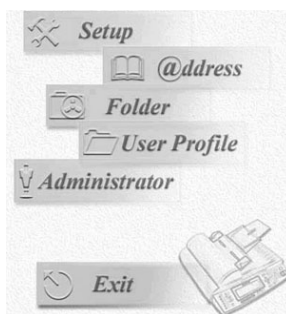 Setup
@ddress
Folder
User Profile
Administrator
Exit